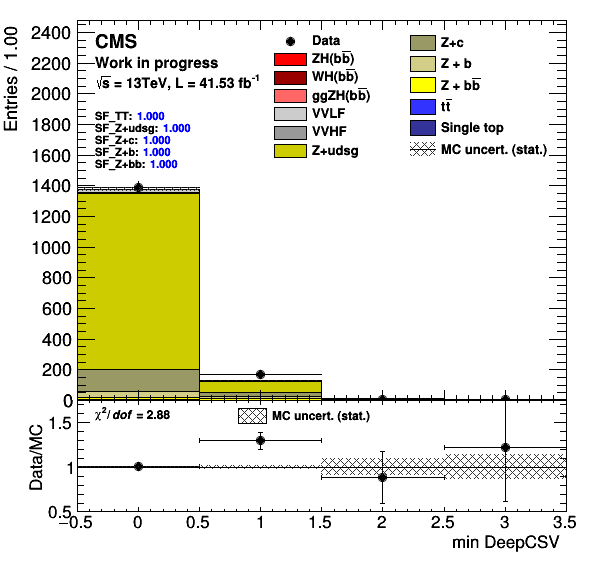 CMS
Work in progress
√s = 13TeV, L = 41.53 fb⁻¹
SF_TT: 1.000
SF_Z+udsg: 1.000
SF_Z+c: 1.000
SF_Z+b: 1.000
SF_Z+bb: 1.000
Data
ZH(bb̅)
WH(bb̅)
ggZH(bb̅)
VVLF
VVHF
Z+udsg
Z+c
Z + b
Z + bb̅
tt̅
Single top
MC uncert. (stat.)
Entries / 1.00
2400
2200
2000
1800
1600
1400
1200
1000
800
600
400
200
0
χ²/dof = 2.88
MC uncert. (stat.)
Data/MC
1.5
1
0.5
−0.5 0 0.5 1 1.5 2 2.5 3 3.5
min DeepCSV